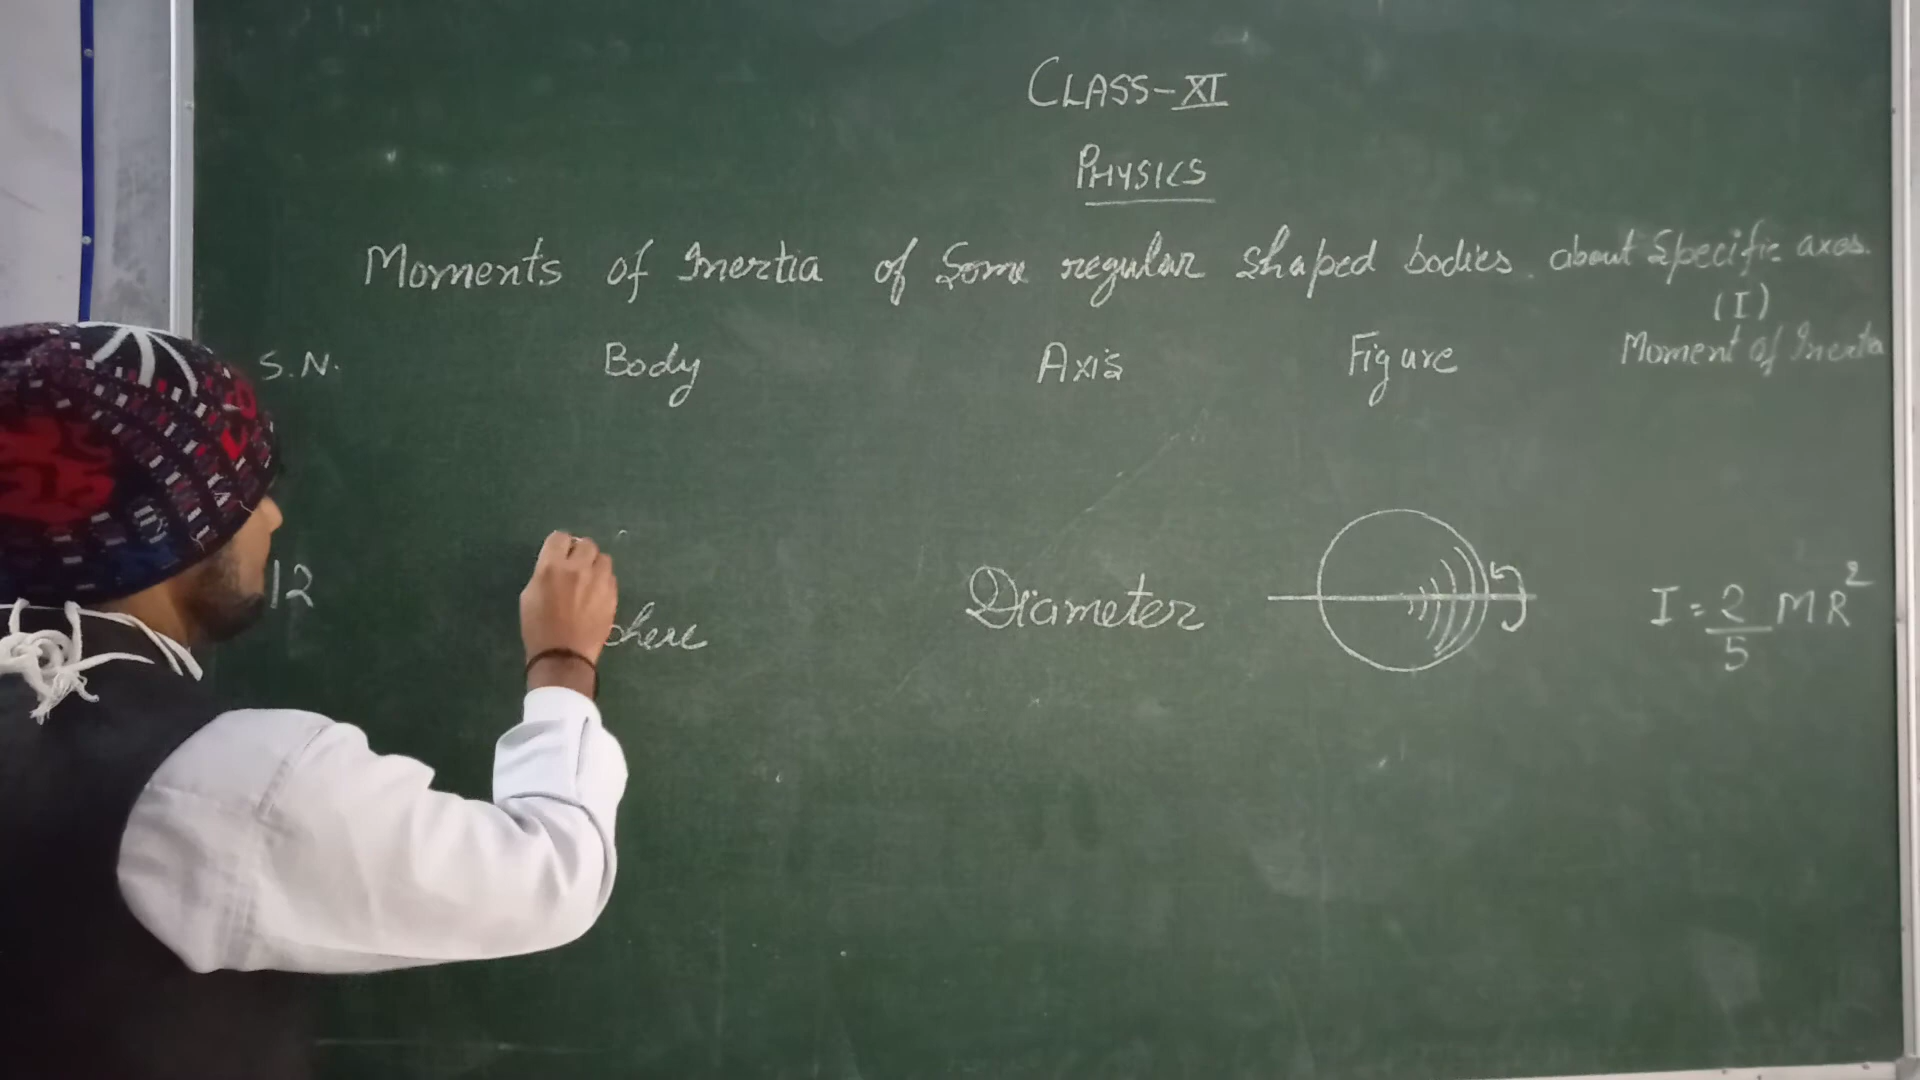 CLASS-XI
PHYSICS
Moments of Inertia of Some regular shaped bodies. about Specific axes.
(I)
S.N. Body Axis Figure Moment of Inertia
12 Diameter I = 2/5 MR²